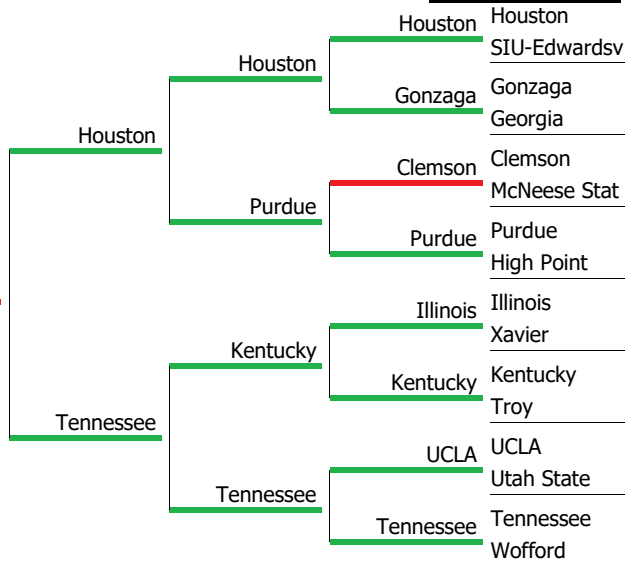 Houston
Houston
SIU-Edwardsv
Houston
Gonzaga
Gonzaga
Georgia
Houston
Clemson
Clemson
McNeese Stat
Purdue
Purdue
Purdue
High Point
Illinois
Illinois
Xavier
Kentucky
Kentucky
Kentucky
Troy
Tennessee
UCLA
UCLA
Utah State
Tennessee
Tennessee
Tennessee
Wofford